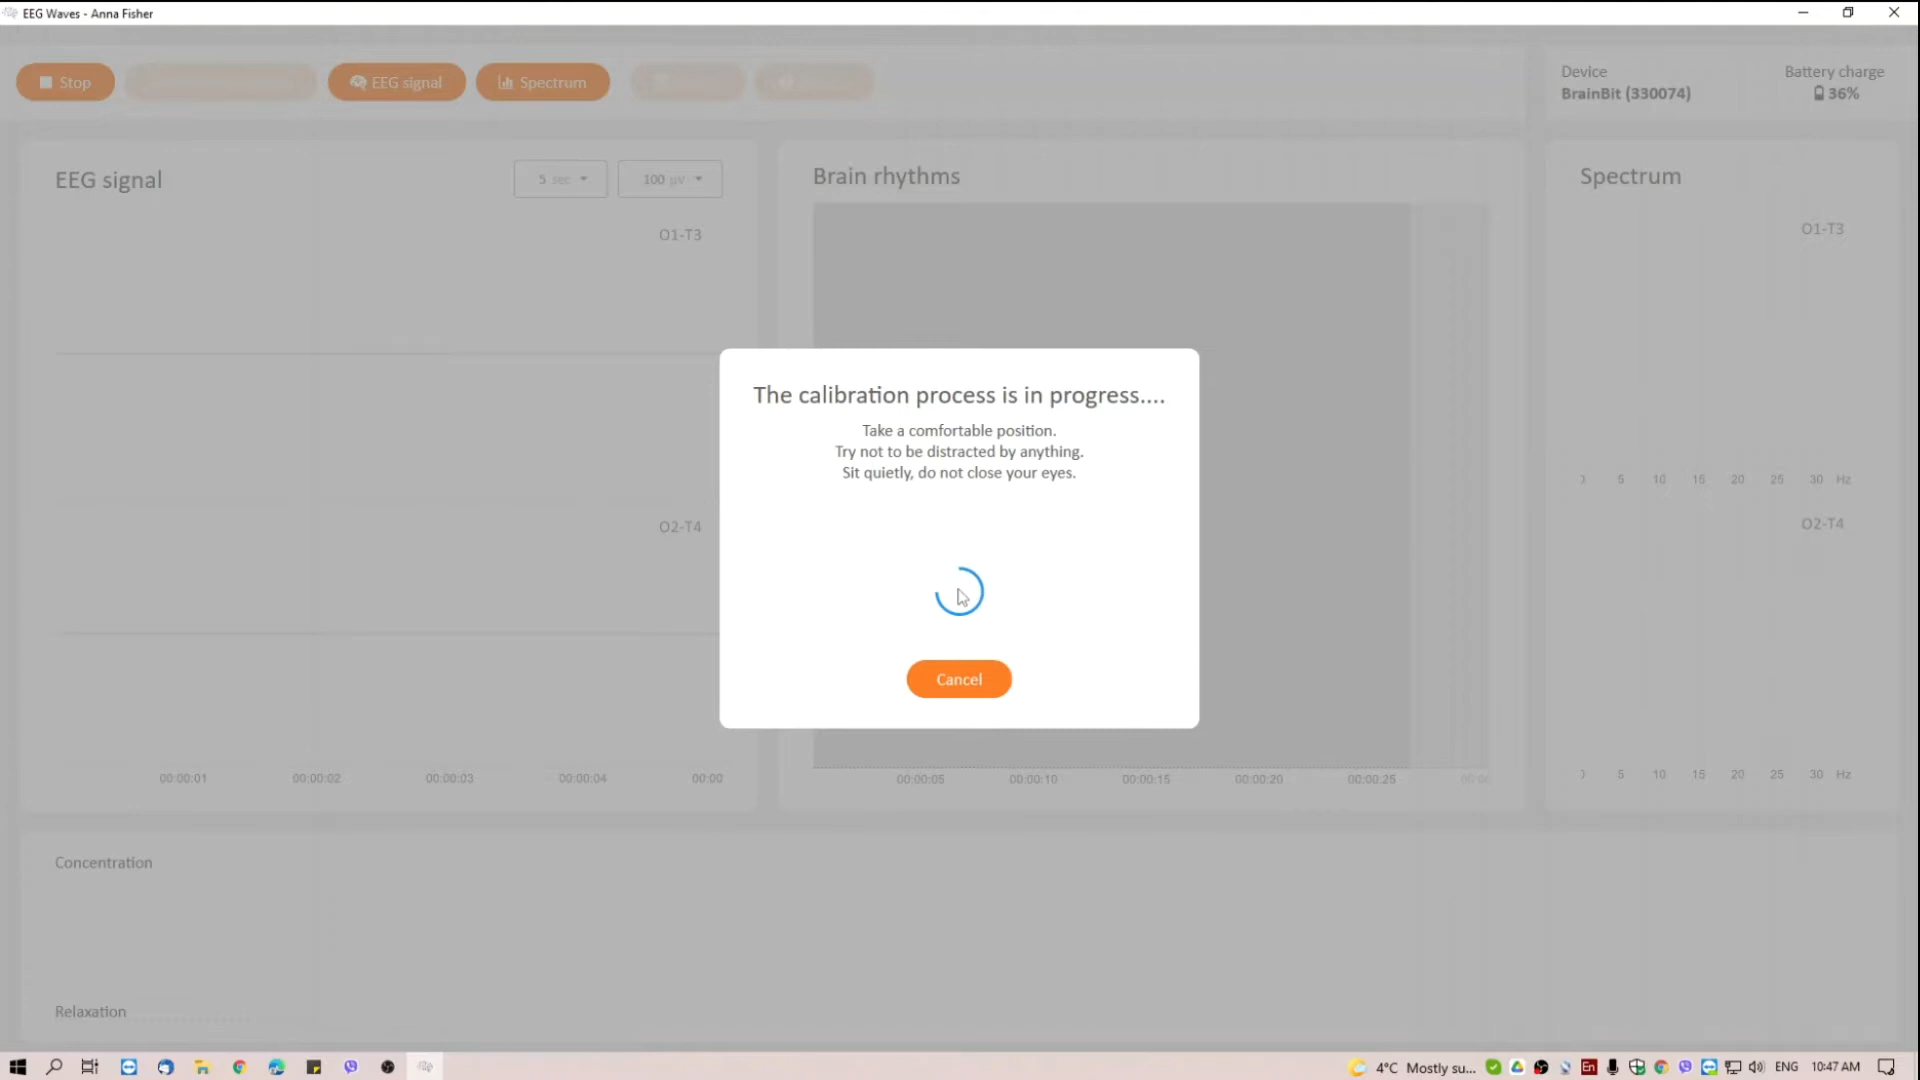 EEG Waves - Anna Fisher
Stop
EEG signal
Spectrum
Device
BrainBit (330074)
Battery charge
36%
EEG signal
5 sec
100 μv
O1-T3
O2-T4
00:00:01 00:00:02 00:00:03 00:00:04 00:00
Brain rhythms
00:00:05 00:00:10 00:00:15 00:00:20 00:00:25
Spectrum
O1-T3
5 10 15 20 25 30 Hz
O2-T4
5 10 15 20 25 30 Hz
The calibration process is in progress....
Take a comfortable position.
Try not to be distracted by anything.
Sit quietly, do not close your eyes.
Cancel
Concentration
Relaxation
4°C Mostly su...
En
ENG
10:47 AM